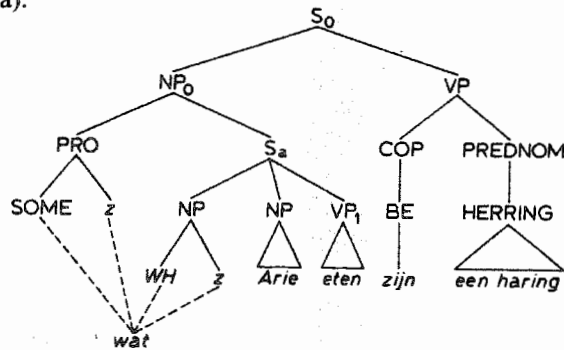 a).
S₀
NP₀ VP
PRO Sₐ COP PREDNOM
SOME z NP NP VP₁ BE HERRING
WH z Arie eten zijn een haring
wat